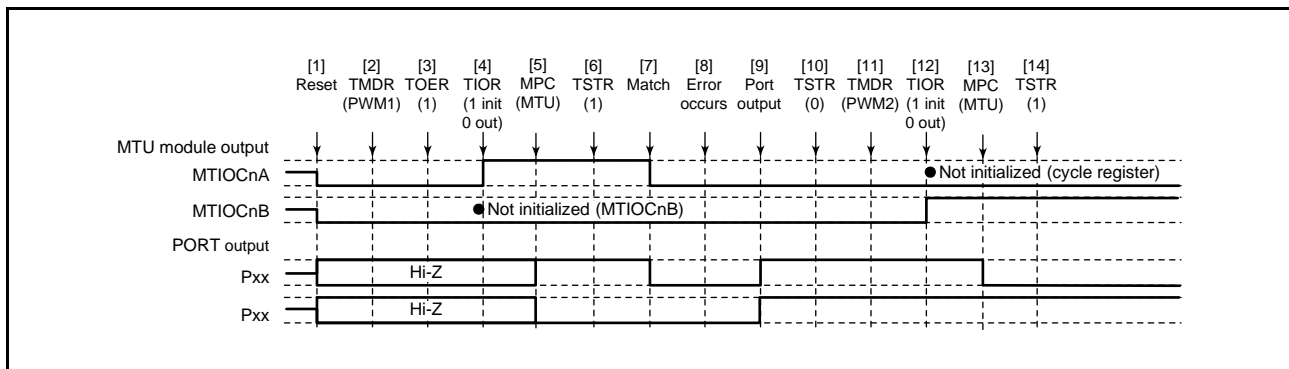 [1] [2] [3] [4] [5] [6] [7] [8] [9] [10] [11] [12] [13] [14]
Reset TMDR TOER TIOR MPC TSTR Match Error Port TSTR TMDR TIOR MPC TSTR
(PWM1) (1) (1 init (MTU) (1) occurs output (0) (PWM2) (1 init (MTU) (1)
0 out) 0 out)
MTU module output
MTIOCnA ● Not initialized (cycle register)
MTIOCnB ● Not initialized (MTIOCnB)
PORT output
Pxx Hi-Z
Pxx Hi-Z